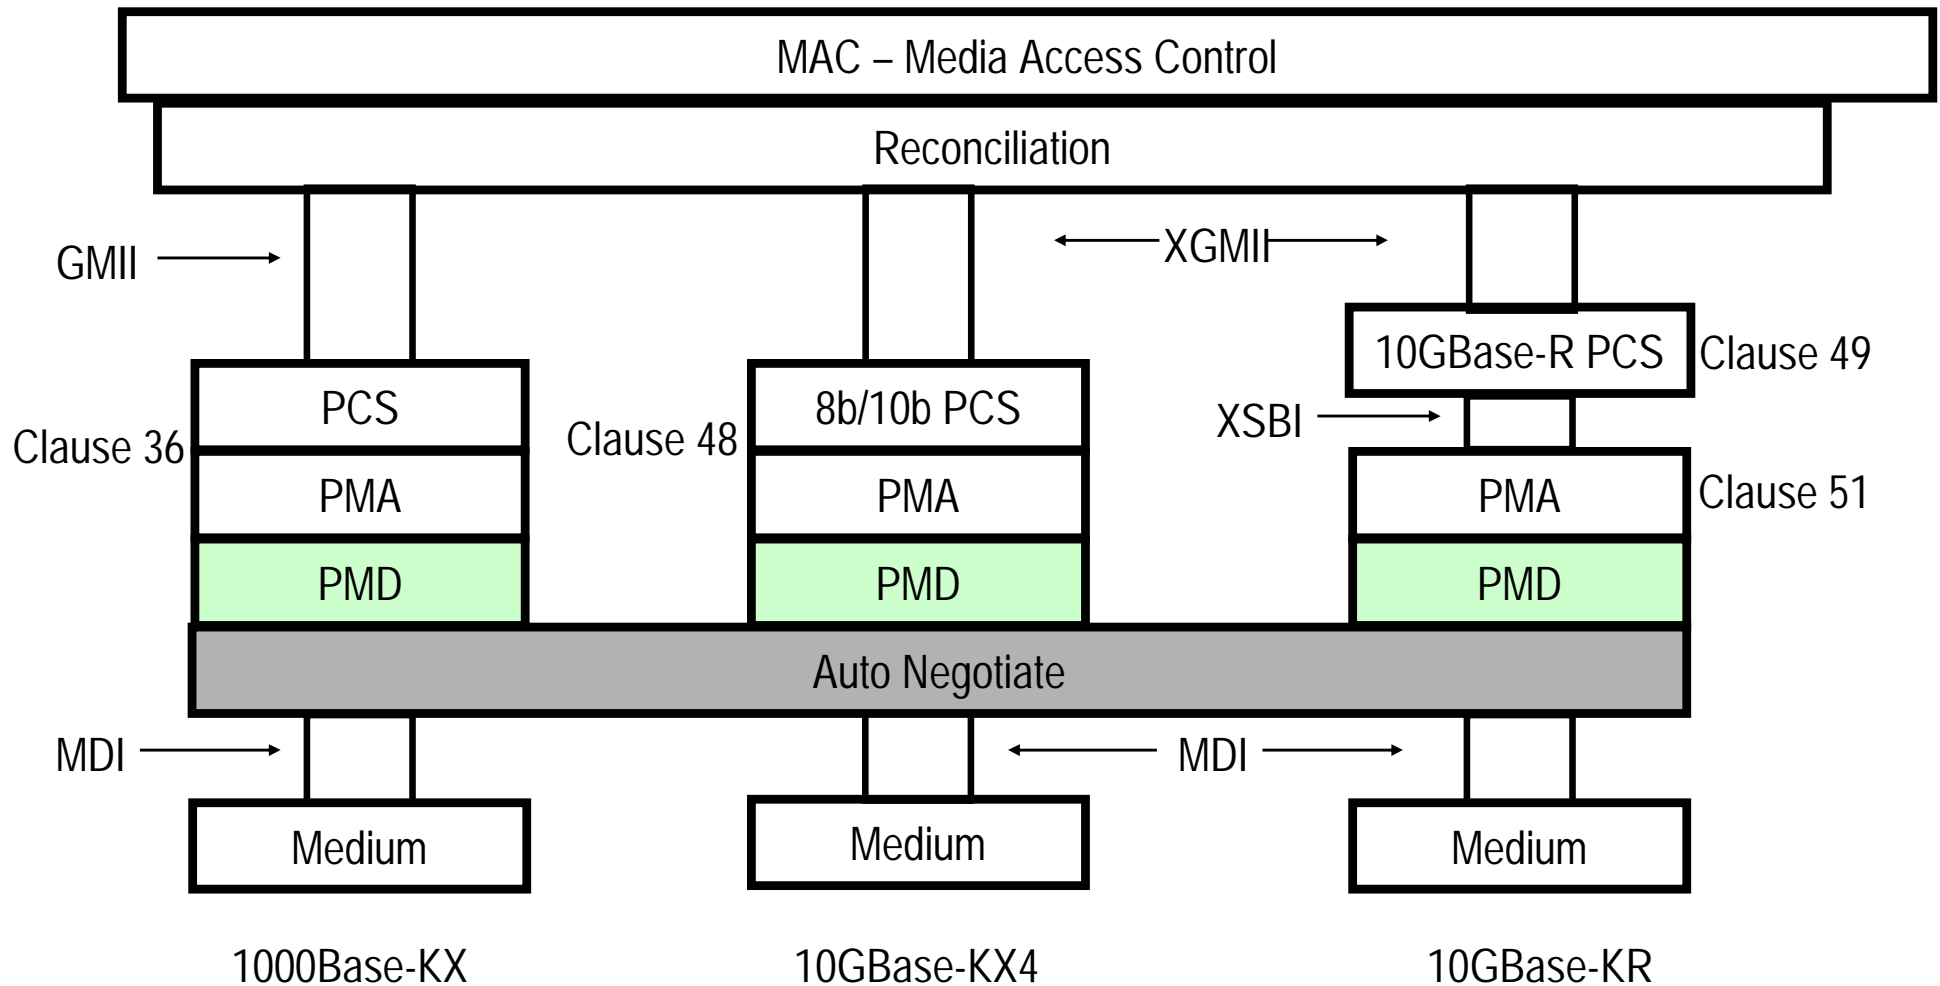 MAC – Media Access Control
Reconciliation
GMII
XGMII
10GBase-R PCS
Clause 49
PCS
8b/10b PCS
XSBI
Clause 36
Clause 48
PMA
PMA
PMA
Clause 51
PMD
PMD
PMD
Auto Negotiate
MDI
MDI
Medium
Medium
Medium
1000Base-KX
10GBase-KX4
10GBase-KR